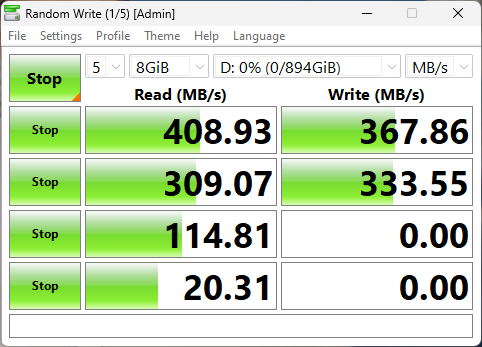 Random Write (1/5) [Admin]
File Settings Profile Theme Help Language
Stop 5 8GiB D: 0% (0/894GiB) MB/s
Read (MB/s) Write (MB/s)
Stop 408.93 367.86
Stop 309.07 333.55
Stop 114.81 0.00
Stop 20.31 0.00